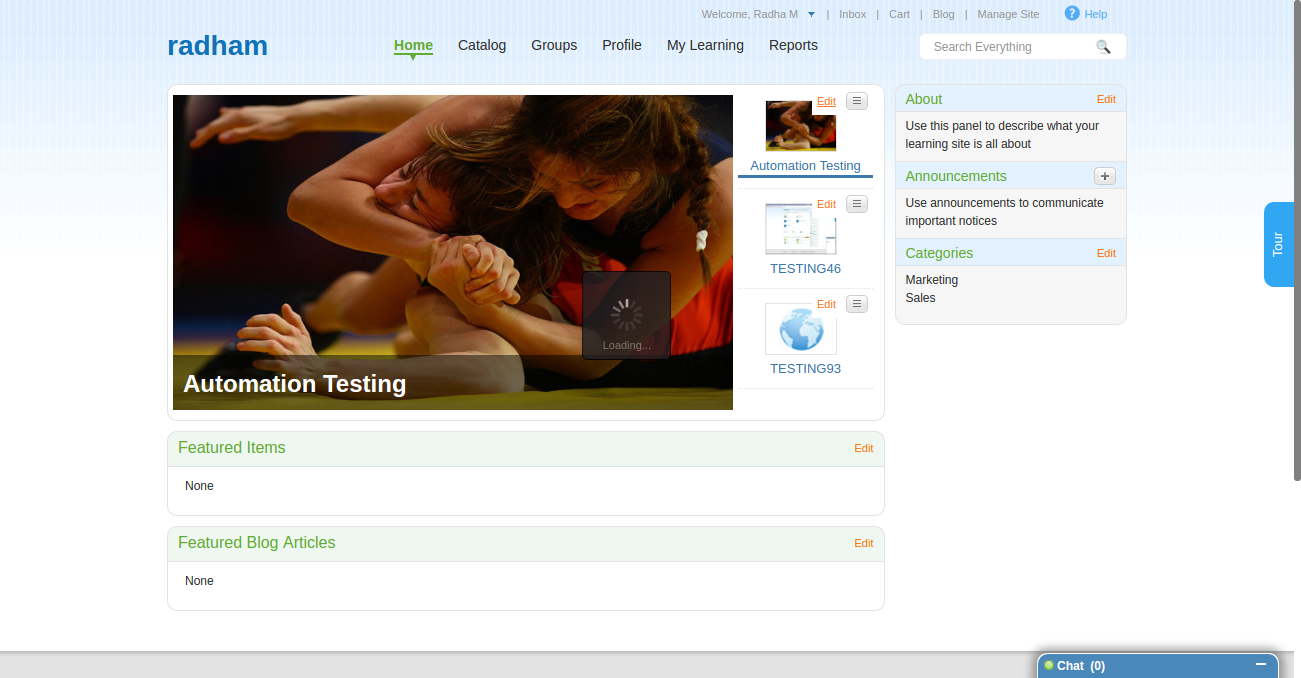 Welcome, Radha M | Inbox | Cart | Blog | Manage Site ? Help
radham
Home Catalog Groups Profile My Learning Reports
Search Everything
Edit
Automation Testing
Edit
TESTING46
Edit
TESTING93
Loading...
Automation Testing
About Edit
Use this panel to describe what your
learning site is all about
Announcements +
Use announcements to communicate
important notices
Categories Edit
Marketing
Sales
Tour
Featured Items Edit
None
Featured Blog Articles Edit
None
Chat (0)